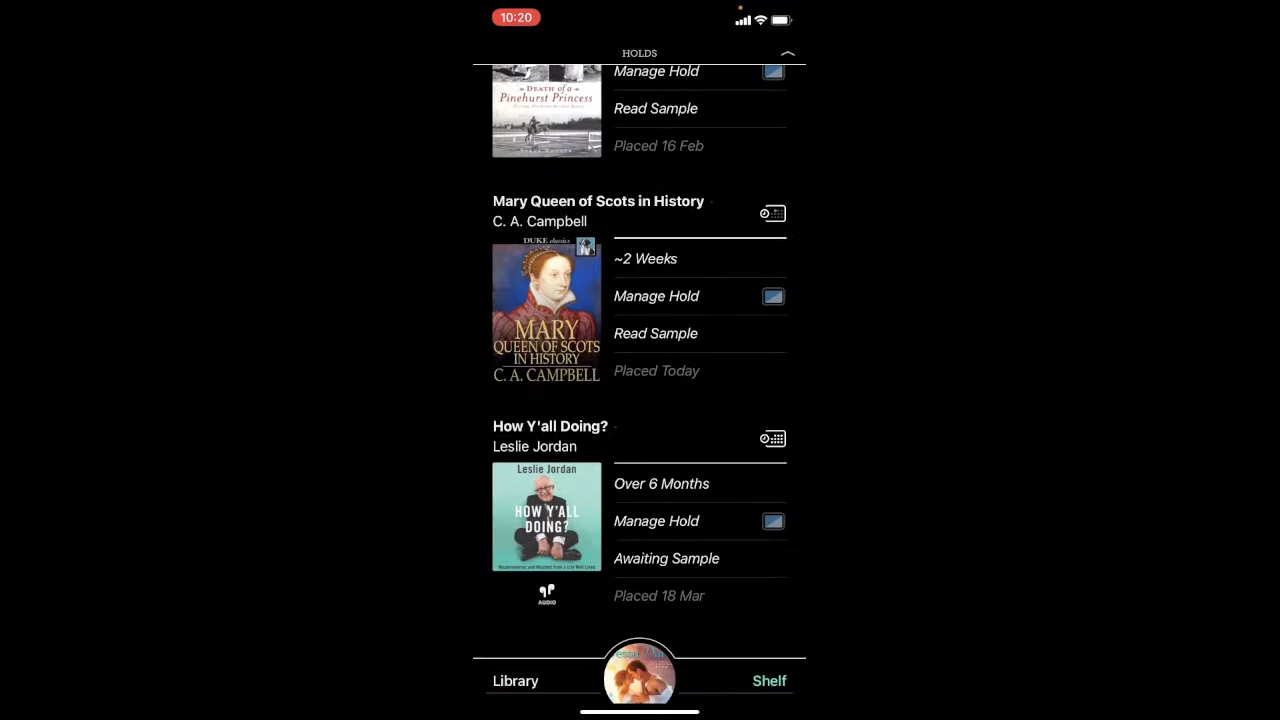 10:20
HOLDS
Manage Hold
DEATH of a
Pinehurst Princess
Read Sample
Placed 16 Feb
Mary Queen of Scots in History
C. A. Campbell
DUKE classics
~2 Weeks
Manage Hold
MARY
QUEEN OF SCOTS
IN HISTORY
C. A. CAMPBELL
Read Sample
Placed Today
How Y'all Doing?
Leslie Jordan
Leslie Jordan
HOW Y'ALL
DOING?
Over 6 Months
Manage Hold
Awaiting Sample
AUDIO
Placed 18 Mar
Library
Shelf